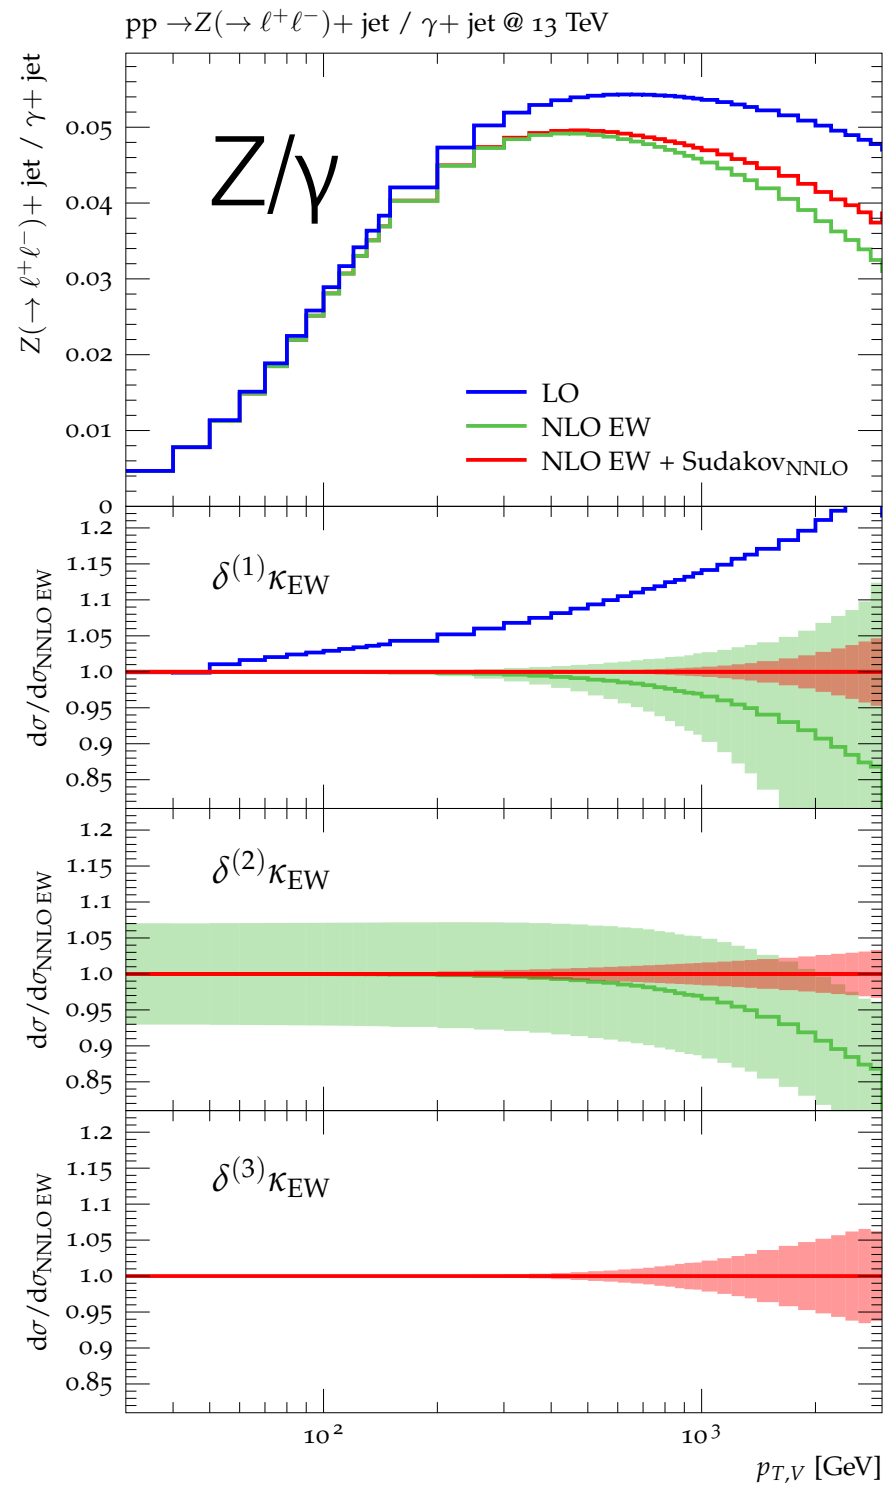 pp →Z(→ ℓ⁺ℓ⁻)+ jet / γ+ jet @ 13 TeV
Z(→ ℓ⁺ℓ⁻)+ jet / γ+ jet
Z/γ
0.05
0.04
0.03
0.02
0.01
0
LO
NLO EW
NLO EW + Sudakov_NNLO
dσ/dσ_NNLO EW
δ⁽¹⁾κ_EW
1.2
1.15
1.1
1.05
1.0
0.95
0.9
0.85
dσ/dσ_NNLO EW
δ⁽²⁾κ_EW
1.2
1.15
1.1
1.05
1.0
0.95
0.9
0.85
dσ/dσ_NNLO EW
δ⁽³⁾κ_EW
1.2
1.15
1.1
1.05
1.0
0.95
0.9
0.85
10² 10³
p_T,V [GeV]